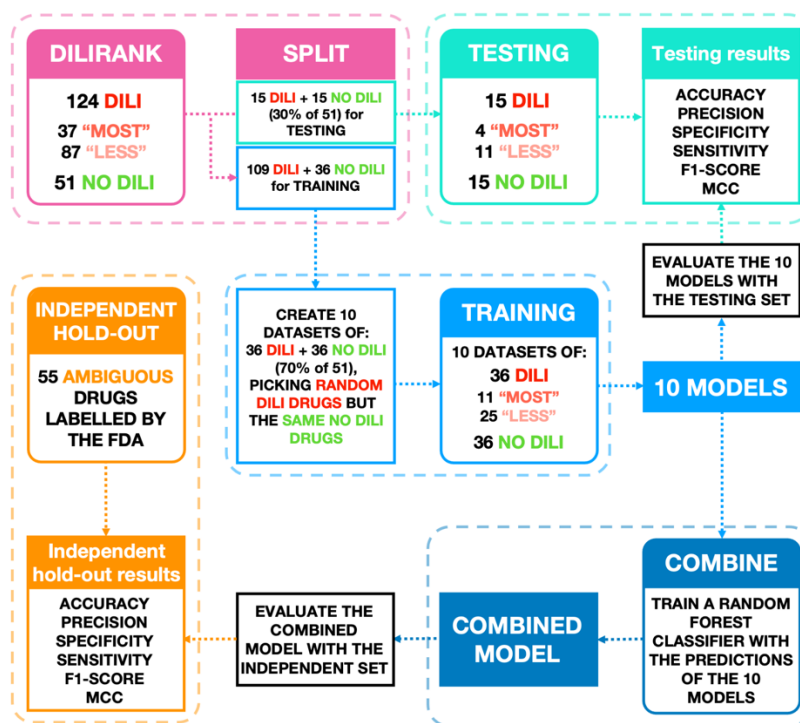 DILIRANK
124 DILI
37 “MOST”
87 “LESS”
51 NO DILI
SPLIT
15 DILI + 15 NO DILI
(30% of 51) for
TESTING
109 DILI + 36 NO DILI
for TRAINING
TESTING
15 DILI
4 “MOST”
11 “LESS”
15 NO DILI
Testing results
ACCURACY
PRECISION
SPECIFICITY
SENSITIVITY
F1-SCORE
MCC
INDEPENDENT
HOLD-OUT
55 AMBIGUOUS
DRUGS
LABELLED BY
THE FDA
CREATE 10
DATASETS OF:
36 DILI + 36 NO DILI
(70% of 51),
PICKING RANDOM
DILI DRUGS BUT
THE SAME NO DILI
DRUGS
TRAINING
10 DATASETS OF:
36 DILI
11 “MOST”
25 “LESS”
36 NO DILI
EVALUATE THE 10
MODELS WITH
THE TESTING SET
10 MODELS
Independent
hold-out results
ACCURACY
PRECISION
SPECIFICITY
SENSITIVITY
F1-SCORE
MCC
EVALUATE THE
COMBINED
MODEL WITH THE
INDEPENDENT SET
COMBINED
MODEL
COMBINE
TRAIN A RANDOM
FOREST
CLASSIFIER WITH
THE PREDICTIONS
OF THE 10
MODELS